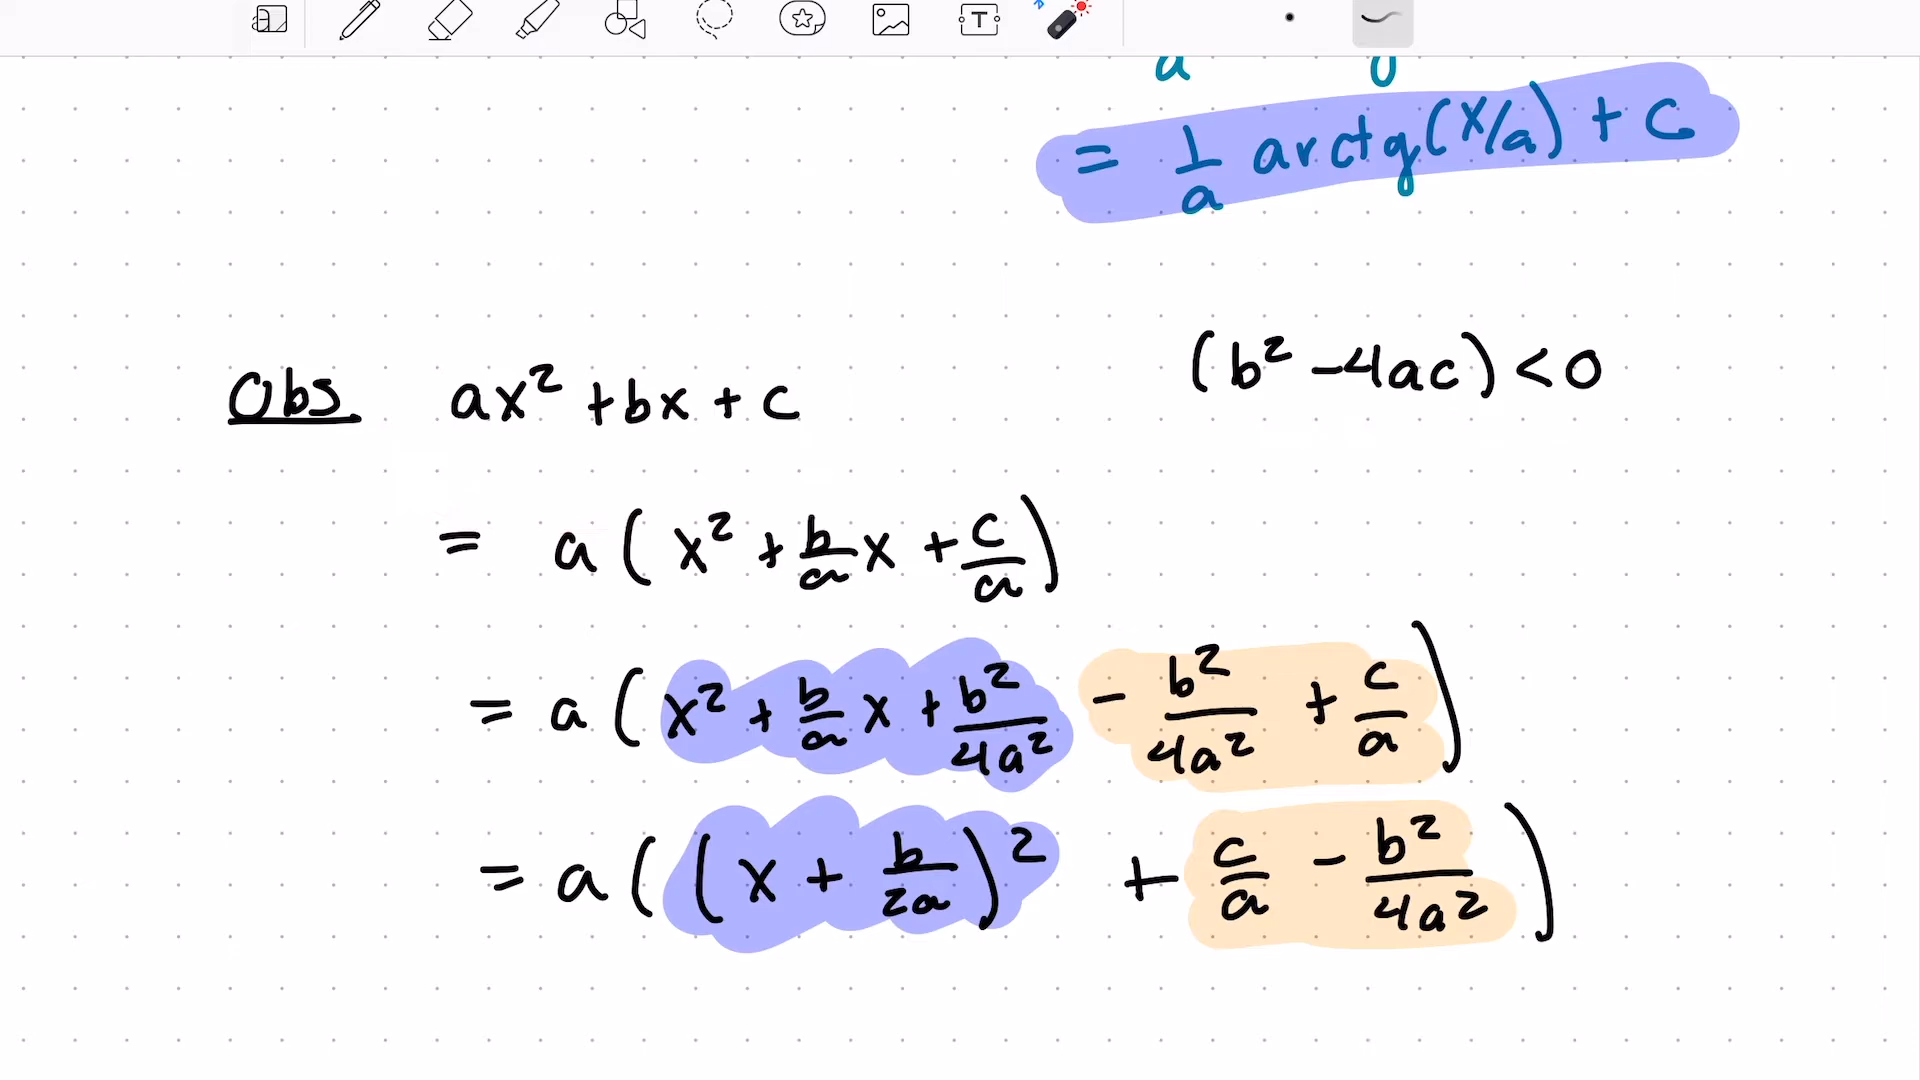 = 1/a arctg(x/a) + c
Obs. ax² + bx + c
(b² - 4ac) < 0
= a ( x² + b/a x + c/a )
= a ( x² + b/a x + b²/4a² - b²/4a² + c/a )
= a ( ( x + b/2a )² + c/a - b²/4a² )